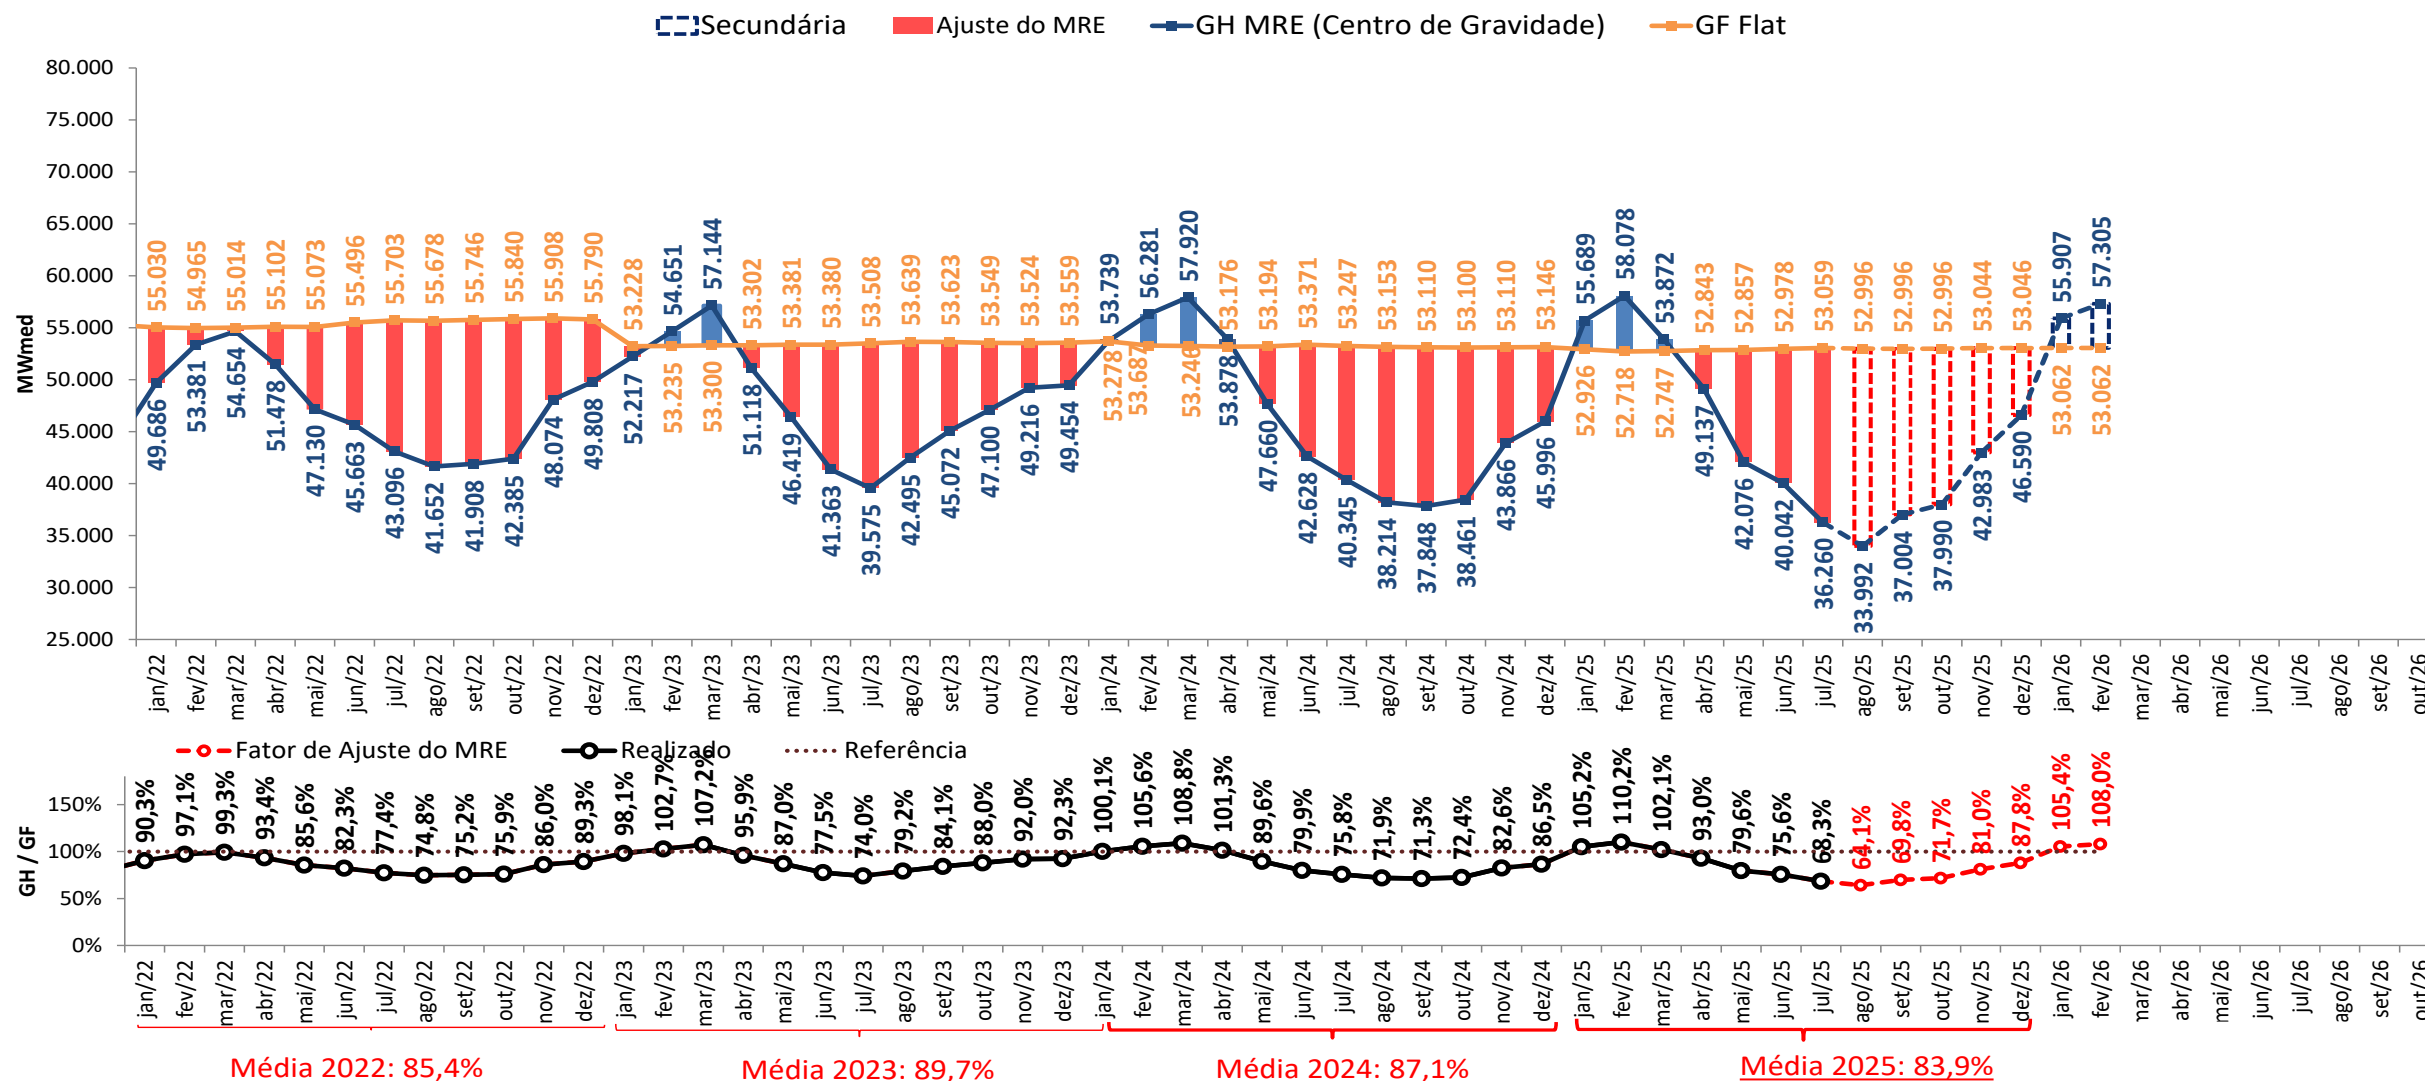 Secundária Ajuste do MRE GH MRE (Centro de Gravidade) GF Flat
MWmed
80.000
75.000
70.000
65.000
60.000
55.000
50.000
45.000
40.000
35.000
30.000
25.000
55.030 54.965 55.014 55.102 55.073 55.496 55.703 55.678 55.746 55.840 55.908 55.790 53.228 53.235 53.300 53.302 53.381 53.380 53.508 53.639 53.623 53.549 53.524 53.559 53.278 53.687 53.246 53.176 53.194 53.371 53.247 53.153 53.110 53.100 53.110 53.146 52.926 52.718 52.747 52.843 52.857 52.978 53.059 52.996 52.996 52.996 53.044 53.046 53.062 53.062
49.686 53.381 54.654 51.478 47.130 45.663 43.096 41.652 41.908 42.385 48.074 49.808 52.217 54.651 57.144 51.118 46.419 41.363 39.575 42.495 45.072 47.100 49.216 49.454 53.739 56.281 57.920 53.878 47.660 42.628 40.345 38.214 37.848 38.461 43.866 45.996 55.689 58.078 53.872 49.137 42.076 40.042 36.260 33.992 37.004 37.990 42.983 46.590 55.907 57.305
jan/22 fev/22 mar/22 abr/22 mai/22 jun/22 jul/22 ago/22 set/22 out/22 nov/22 dez/22 jan/23 fev/23 mar/23 abr/23 mai/23 jun/23 jul/23 ago/23 set/23 out/23 nov/23 dez/23 jan/24 fev/24 mar/24 abr/24 mai/24 jun/24 jul/24 ago/24 set/24 out/24 nov/24 dez/24 jan/25 fev/25 mar/25 abr/25 mai/25 jun/25 jul/25 ago/25 set/25 out/25 nov/25 dez/25 jan/26 fev/26 mar/26 abr/26 mai/26 jun/26 jul/26 ago/26 set/26 out/26
Fator de Ajuste do MRE Realizado Referência
GH / GF
150%
100%
50%
0%
90,3% 97,1% 99,3% 93,4% 85,6% 82,3% 77,4% 74,8% 75,2% 75,9% 86,0% 89,3% 98,1% 102,7% 107,2% 95,9% 87,0% 77,5% 74,0% 79,2% 84,1% 88,0% 92,0% 92,3% 100,1% 105,6% 108,8% 101,3% 89,6% 79,9% 75,8% 71,9% 71,3% 72,4% 82,6% 86,5% 105,2% 110,2% 102,1% 93,0% 79,6% 75,6% 68,3% 64,1% 69,8% 71,7% 81,0% 87,8% 105,4% 108,0%
jan/22 fev/22 mar/22 abr/22 mai/22 jun/22 jul/22 ago/22 set/22 out/22 nov/22 dez/22 jan/23 fev/23 mar/23 abr/23 mai/23 jun/23 jul/23 ago/23 set/23 out/23 nov/23 dez/23 jan/24 fev/24 mar/24 abr/24 mai/24 jun/24 jul/24 ago/24 set/24 out/24 nov/24 dez/24 jan/25 fev/25 mar/25 abr/25 mai/25 jun/25 jul/25 ago/25 set/25 out/25 nov/25 dez/25 jan/26 fev/26 mar/26 abr/26 mai/26 jun/26 jul/26 ago/26 set/26 out/26
Média 2022: 85,4% Média 2023: 89,7% Média 2024: 87,1% Média 2025: 83,9%